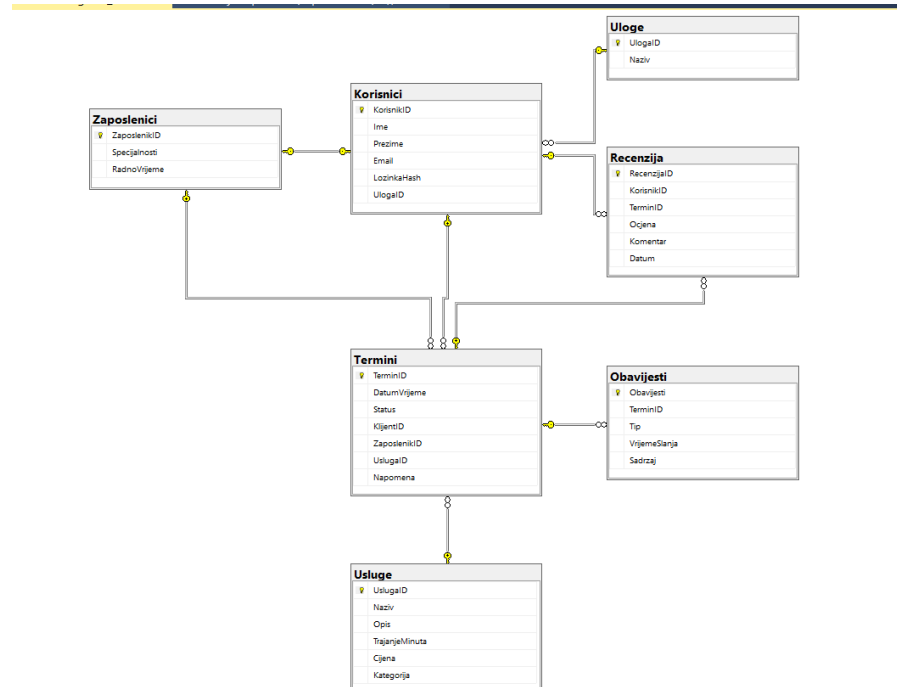 Uloge
UlogaID
Naziv
Korisnici
KorisnikID
Ime
Prezime
Email
LozinkaHash
UlogaID
Zaposlenici
ZaposlenikID
Specijalnosti
RadnoVrijeme
Recenzija
RecenzijaID
KorisnikID
TerminID
Ocjena
Komentar
Datum
Termini
TerminID
DatumVrijeme
Status
KlijentID
ZaposlenikID
UslugaID
Napomena
Obavijesti
Obavijesti
TerminID
Tip
VrijemeSlanja
Sadrzaj
Usluge
UslugaID
Naziv
Opis
TrajanjeMinuta
Cijena
Kategorija